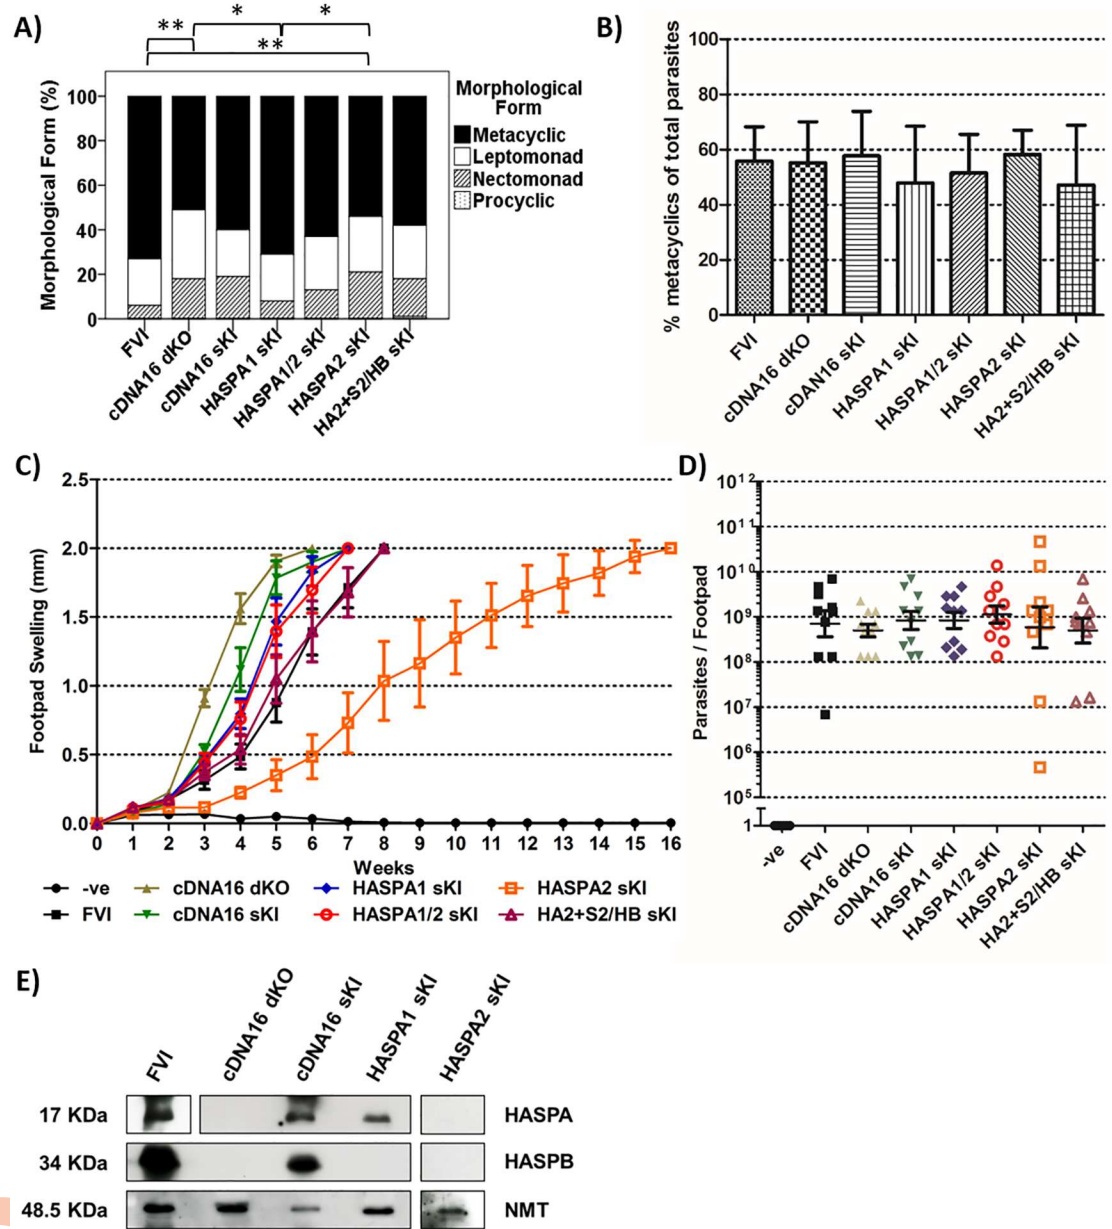 A)
** * *
**
Morphological Form (%)
100
80
60
40
20
0
FVI
cDNA16 dKO
cDNA16 sKI
HASPA1 sKI
HASPA1/2 sKI
HASPA2 sKI
HA2+S2/HB sKI
Morphological
Form
Metacyclic
Leptomonad
Nectomonad
Procyclic
B)
% metacyclics of total parasites
100
80
60
40
20
0
FVI
cDNA16 dKO
cDAN16 sKI
HASPA1 sKI
HASPA1/2 sKI
HASPA2 sKI
HA2+S2/HB sKI
C)
Footpad Swelling (mm)
2.5
2.0
1.5
1.0
0.5
0.0
0 1 2 3 4 5 6 7 8 9 10 11 12 13 14 15 16
Weeks
-ve cDNA16 dKO HASPA1 sKI HASPA2 sKI
FVI cDNA16 sKI HASPA1/2 sKI HA2+S2/HB sKI
D)
Parasites / Footpad
10¹²
10¹¹
10¹⁰
10⁹
10⁸
10⁷
10⁶
10⁵
1
-ve
FVI
cDNA16 dKO
cDNA16 sKI
HASPA1 sKI
HASPA1/2 sKI
HASPA2 sKI
HA2+S2/HB sKI
E)
FVI
cDNA16 dKO
cDNA16 sKI
HASPA1 sKI
HASPA2 sKI
17 KDa HASPA
34 KDa HASPB
48.5 KDa NMT